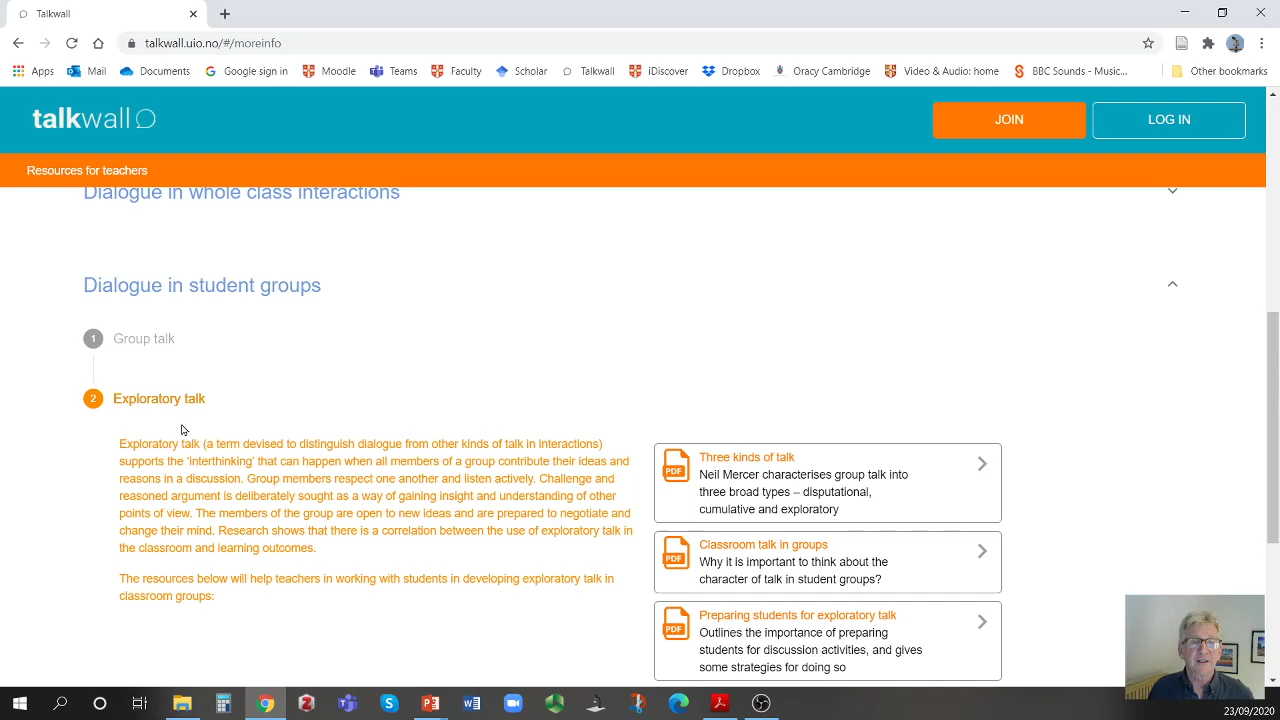 Talkwall
talkwall.uio.no/#/moreinfo
Apps Mail Documents Google sign in Moodle Teams Faculty Scholar Talkwall iDiscover Dropbox Oracy Cambridge Video & Audio: home BBC Sounds - Music... Other bookmarks
talkwall JOIN LOG IN
Resources for teachers
Dialogue in whole class interactions
Dialogue in student groups
1 Group talk
2 Exploratory talk
Exploratory talk (a term devised to distinguish dialogue from other kinds of talk in interactions)
supports the ‘interthinking’ that can happen when all members of a group contribute their ideas and
reasons in a discussion. Group members respect one another and listen actively. Challenge and
reasoned argument is deliberately sought as a way of gaining insight and understanding of other
points of view. The members of the group are open to new ideas and are prepared to negotiate and
change their mind. Research shows that there is a correlation between the use of exploratory talk in
the classroom and learning outcomes.
The resources below will help teachers in working with students in developing exploratory talk in
classroom groups:
PDF
Three kinds of talk
Neil Mercer characterises group talk into
three broad types – disputational,
cumulative and exploratory
PDF
Classroom talk in groups
Why it is important to think about the
character of talk in student groups?
PDF
Preparing students for exploratory talk
Outlines the importance of preparing
students for discussion activities, and gives
some strategies for doing so
23/09/2020